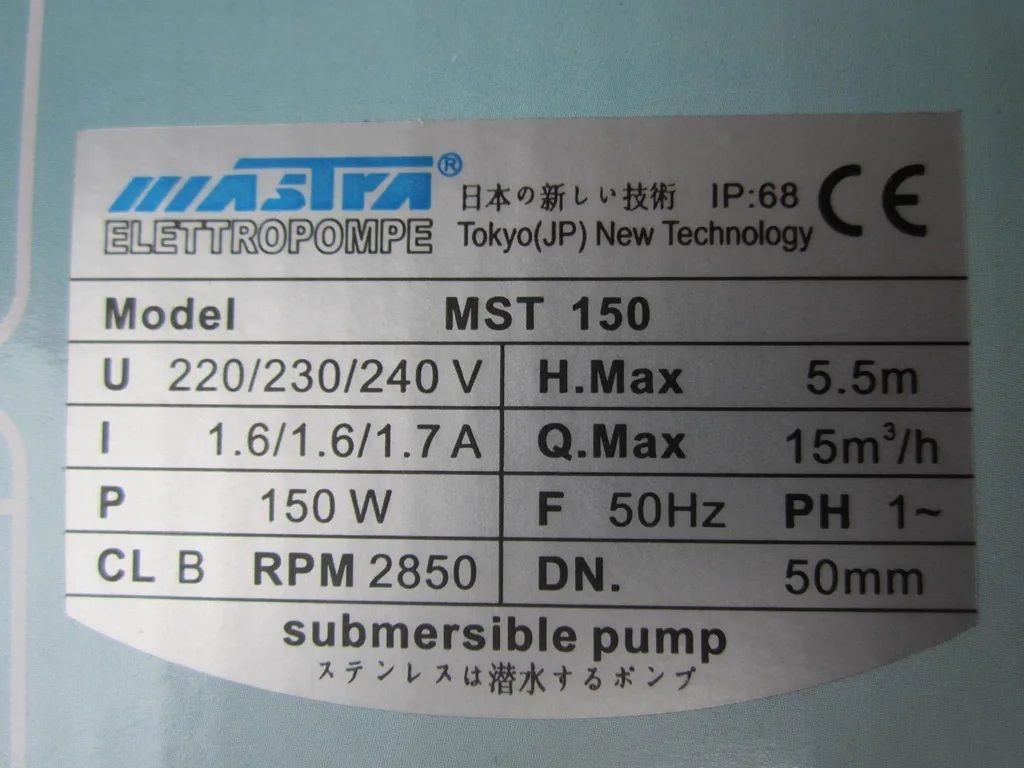 MASTRA®
ELETTROPOMPE
日本の新しい技術 IP:68 CE
Tokyo(JP) New Technology
Model MST 150
U 220/230/240 V H.Max 5.5m
I 1.6/1.6/1.7 A Q.Max 15m³/h
P 150 W F 50Hz PH 1~
CL B RPM 2850 DN. 50mm
submersible pump
ステンレスは潜水するポンプ